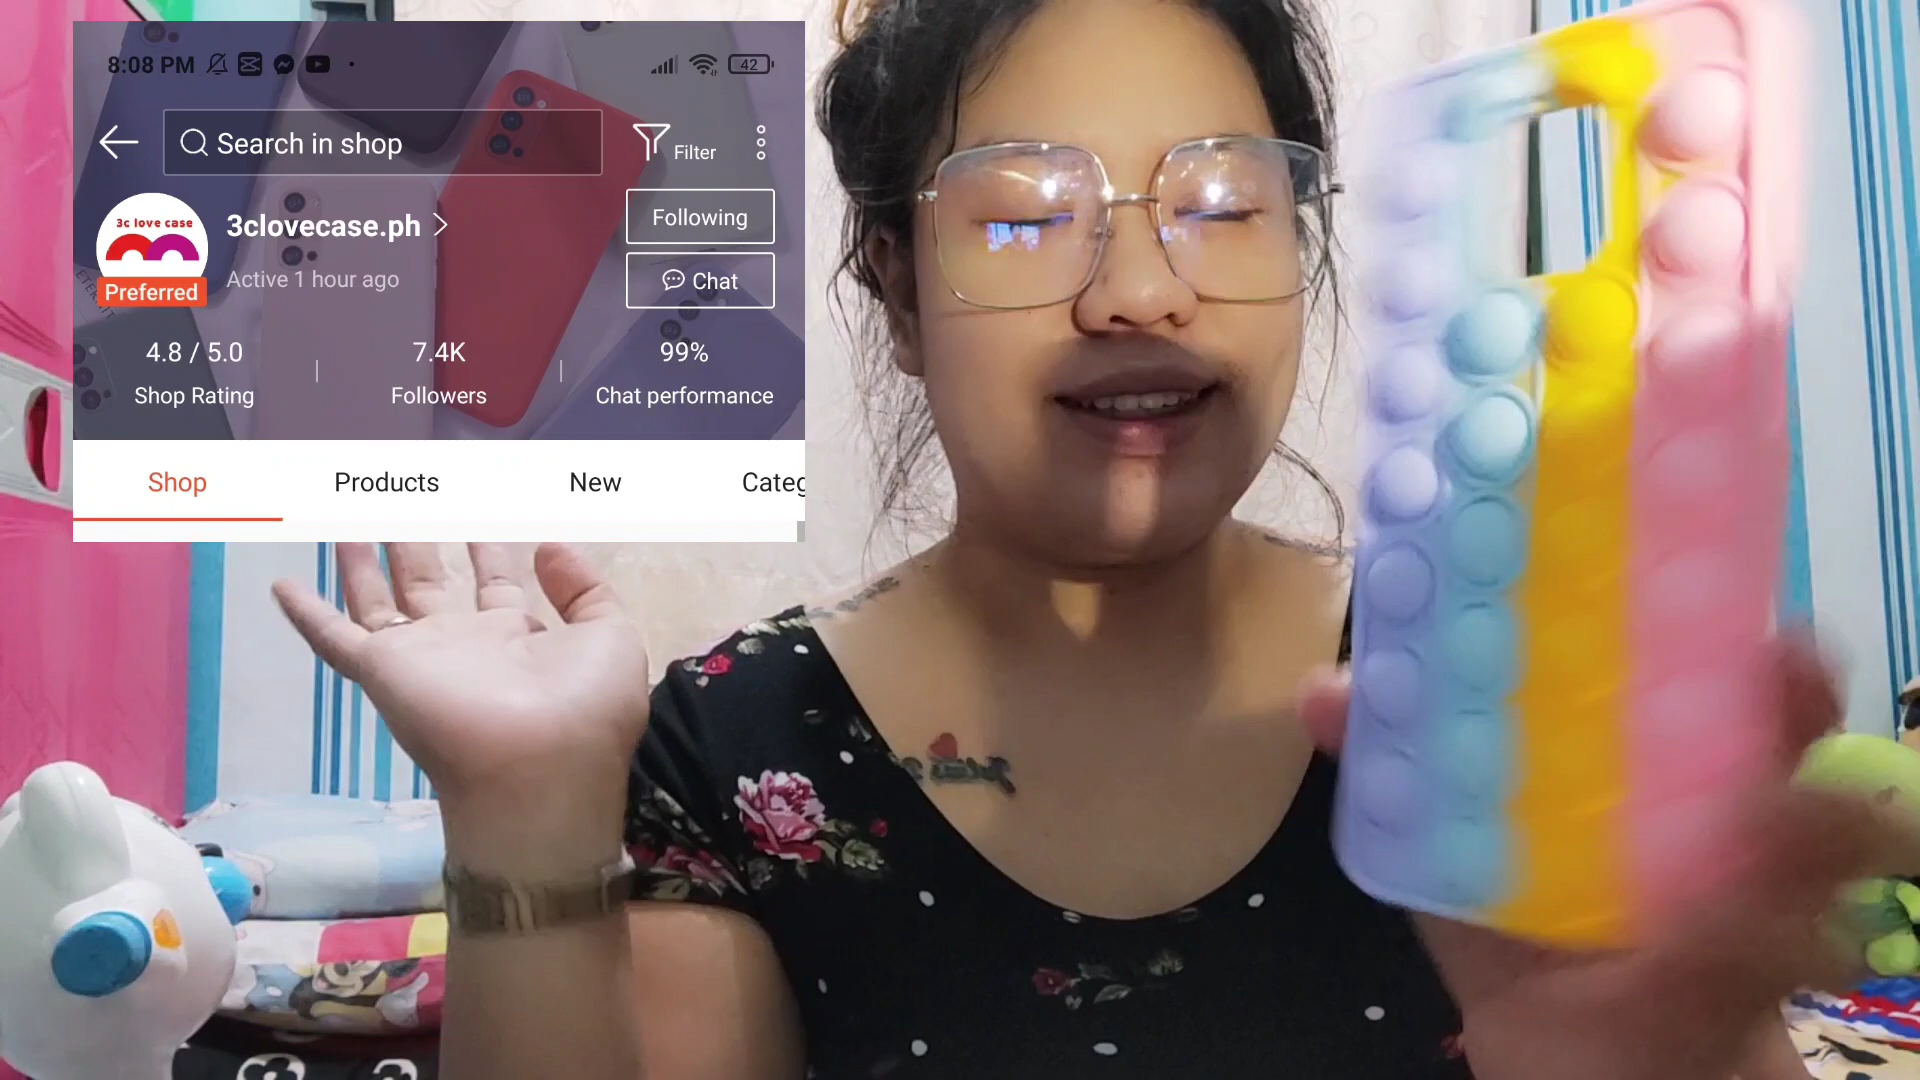 8:08 PM
42
Search in shop
Filter
3c love case
Preferred
3clovecase.ph
Active 1 hour ago
Following
Chat
4.8 / 5.0
Shop Rating
7.4K
Followers
99%
Chat performance
Shop
Products
New
Categ